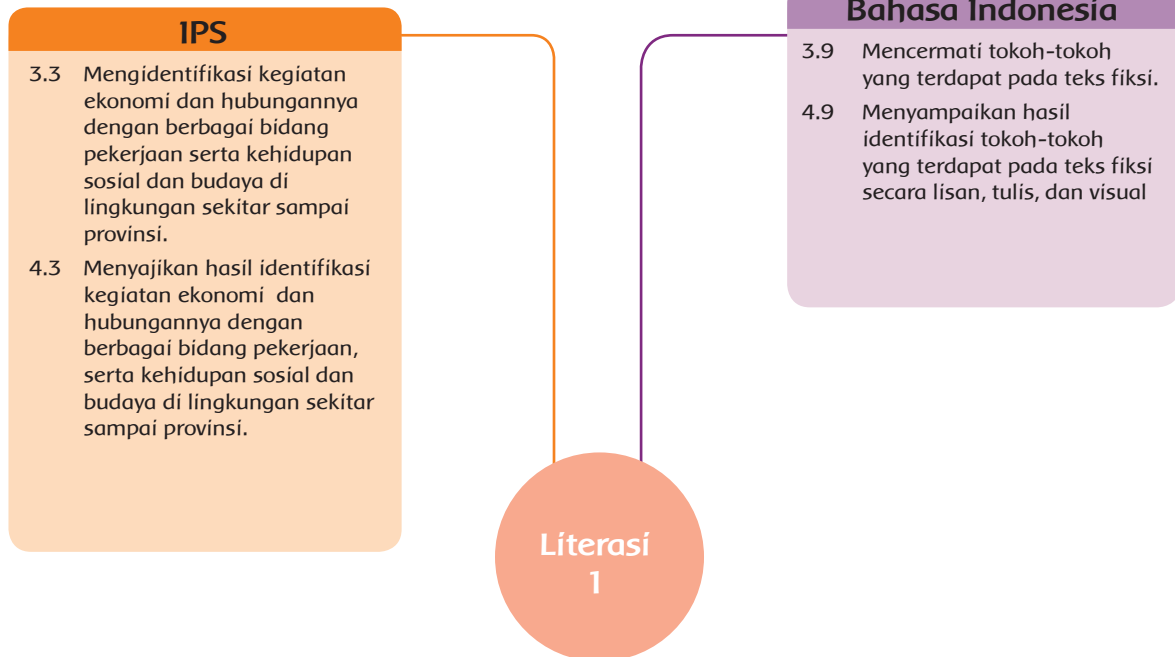 IPS
3.3 Mengidentifikasi kegiatan
ekonomi dan hubungannya
dengan berbagai bidang
pekerjaan serta kehidupan
sosial dan budaya di
lingkungan sekitar sampai
provinsi.
4.3 Menyajikan hasil identifikasi
kegiatan ekonomi dan
hubungannya dengan
berbagai bidang pekerjaan,
serta kehidupan sosial dan
budaya di lingkungan sekitar
sampai provinsi.
Bahasa Indonesia
3.9 Mencermati tokoh-tokoh
yang terdapat pada teks fiksi.
4.9 Menyampaikan hasil
identifikasi tokoh-tokoh
yang terdapat pada teks fiksi
secara lisan, tulis, dan visual
Literasi
1